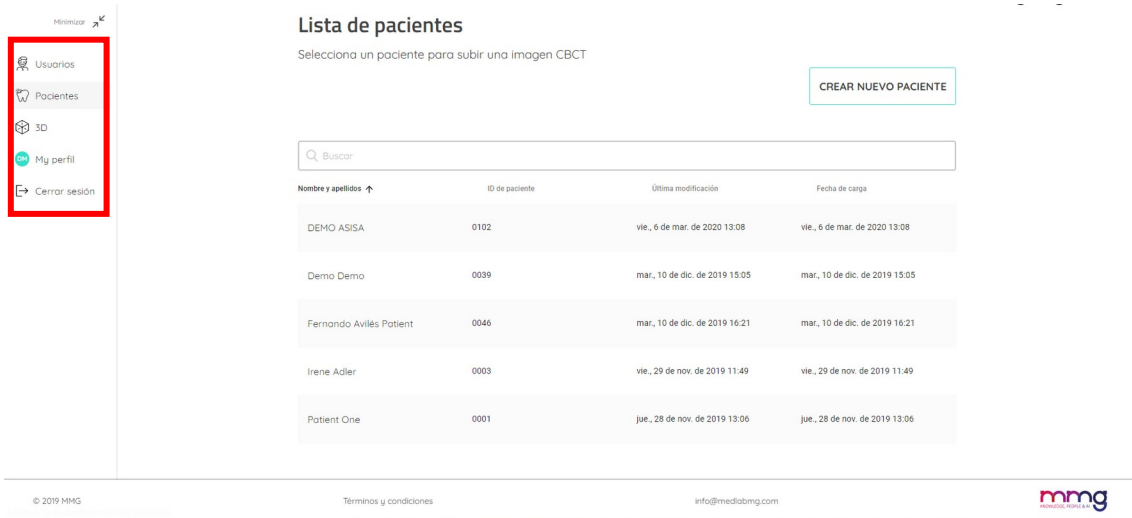 Minimizar
Usuarios
Pacientes
3D
DM My perfil
Cerrar sesión
Lista de pacientes
Selecciona un paciente para subir una imagen CBCT
CREAR NUEVO PACIENTE
Buscar
Nombre y apellidos ID de paciente Última modificación Fecha de carga
DEMO ASISA 0102 vie., 6 de mar. de 2020 13:08 vie., 6 de mar. de 2020 13:08
Demo Demo 0039 mar., 10 de dic. de 2019 15:05 mar., 10 de dic. de 2019 15:05
Fernando Avilés Patient 0046 mar., 10 de dic. de 2019 16:21 mar., 10 de dic. de 2019 16:21
Irene Adler 0003 vie., 29 de nov. de 2019 11:49 vie., 29 de nov. de 2019 11:49
Patient One 0001 jue., 28 de nov. de 2019 13:06 jue., 28 de nov. de 2019 13:06
© 2019 MMG Términos y condiciones info@mediabmg.com mmg
KNOWLEDGE, PEOPLE & AI